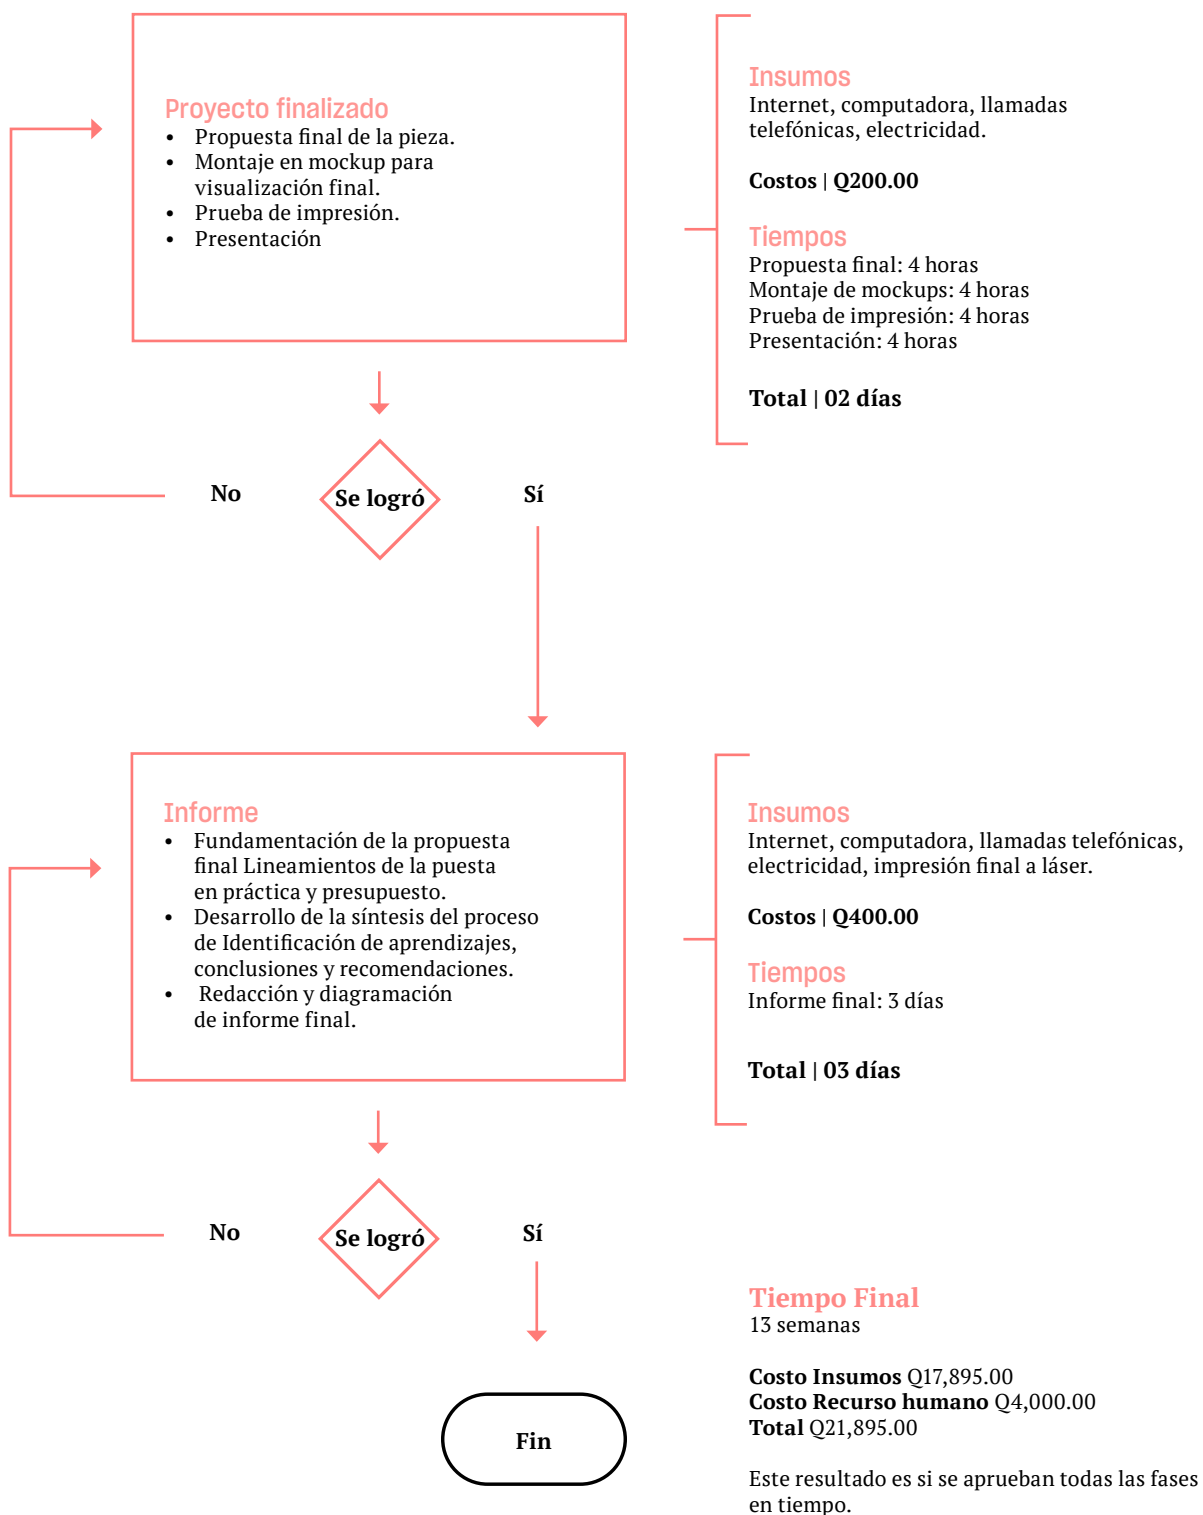 Proyecto finalizado
• Propuesta final de la pieza.
• Montaje en mockup para
visualización final.
• Prueba de impresión.
• Presentación
Insumos
Internet, computadora, llamadas
telefónicas, electricidad.
Costos | Q200.00
Tiempos
Propuesta final: 4 horas
Montaje de mockups: 4 horas
Prueba de impresión: 4 horas
Presentación: 4 horas
Total | 02 días
No
Se logró
Sí
Informe
• Fundamentación de la propuesta
final Lineamientos de la puesta
en práctica y presupuesto.
• Desarrollo de la síntesis del proceso
de Identificación de aprendizajes,
conclusiones y recomendaciones.
• Redacción y diagramación
de informe final.
Insumos
Internet, computadora, llamadas telefónicas,
electricidad, impresión final a láser.
Costos | Q400.00
Tiempos
Informe final: 3 días
Total | 03 días
No
Se logró
Sí
Fin
Tiempo Final
13 semanas
Costo Insumos Q17,895.00
Costo Recurso humano Q4,000.00
Total Q21,895.00
Este resultado es si se aprueban todas las fases
en tiempo.